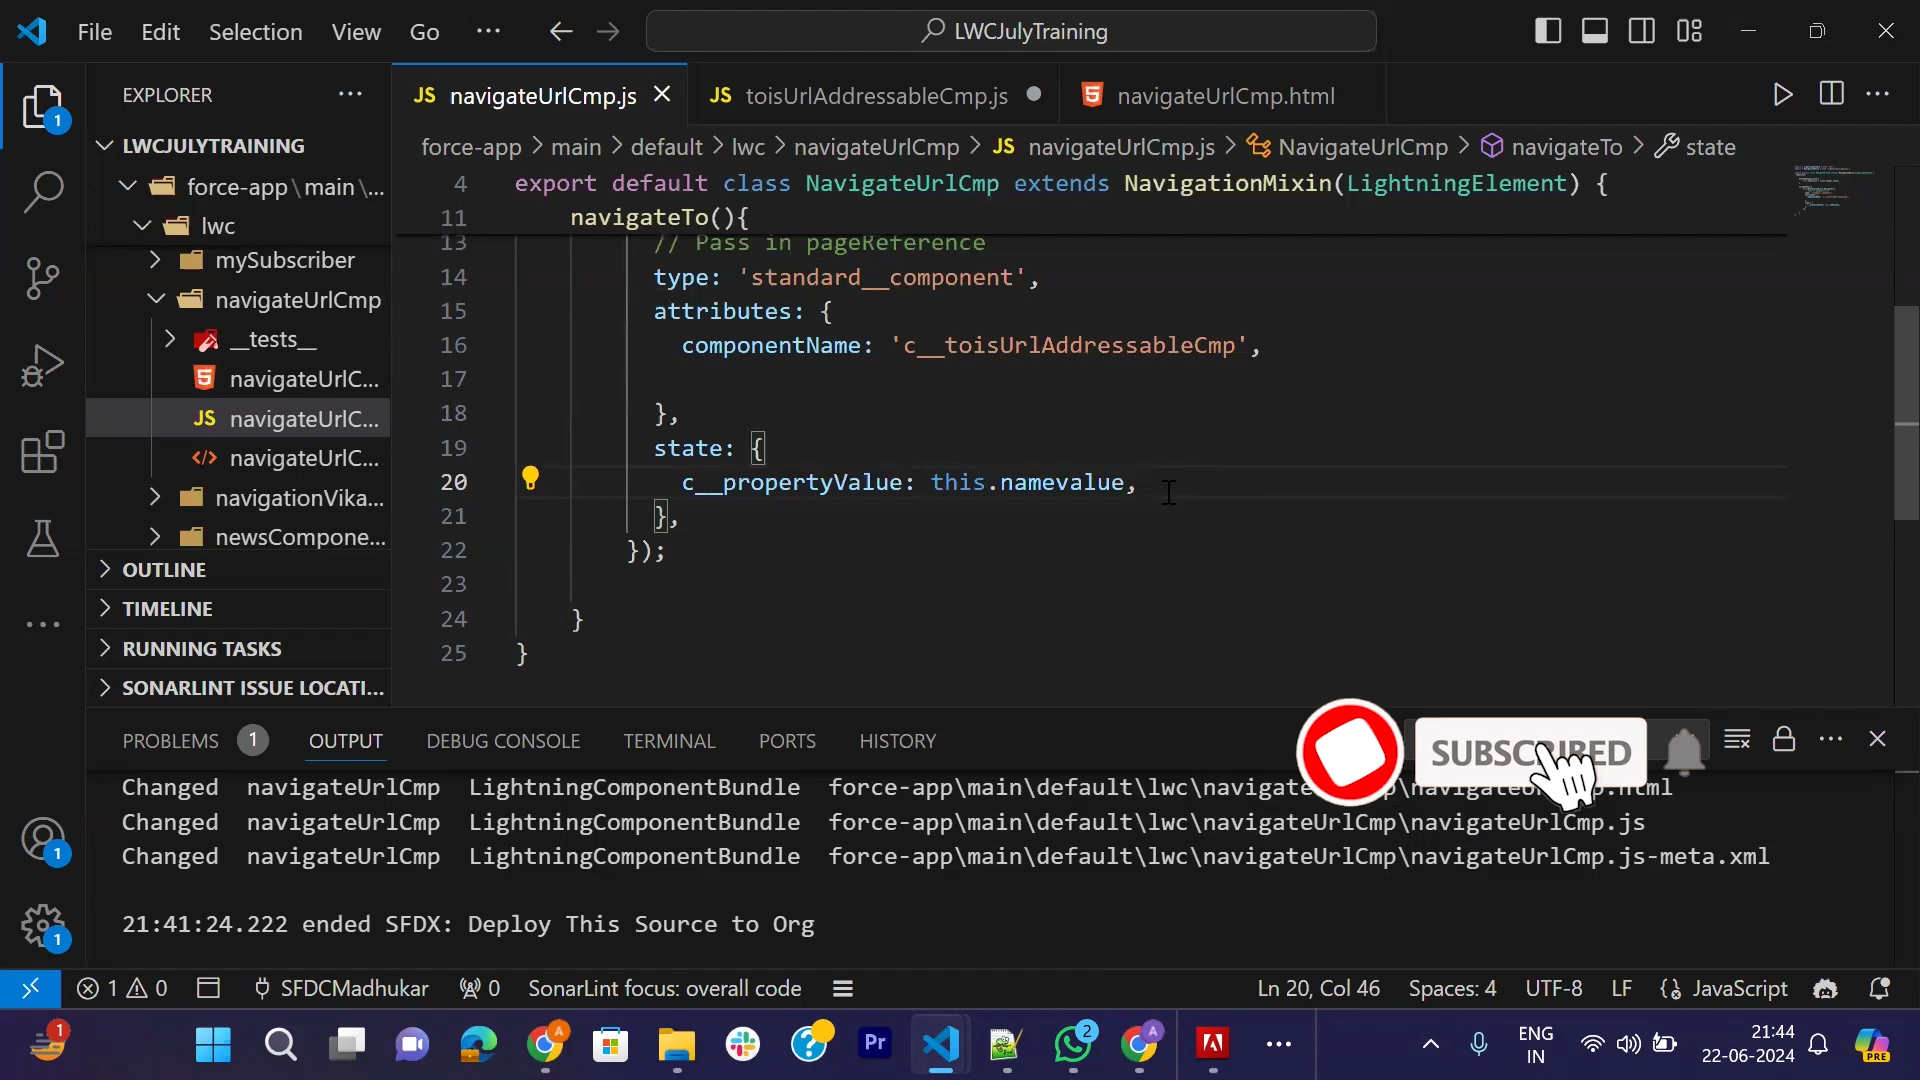 File Edit Selection View Go ... LWCJulyTraining
EXPLORER ...
navigateUrlCmp.js toisUrlAddressableCmp.js navigateUrlCmp.html
LWCJULYTRAINING
force-app > main > default > lwc > navigateUrlCmp > JS navigateUrlCmp.js > NavigateUrlCmp > navigateTo > state
force-app\main\...
lwc
mySubscriber
navigateUrlCmp
__tests__
navigateUrlC...
JS navigateUrlC...
navigateUrlC...
navigationVika...
newsCompone...
OUTLINE
TIMELINE
RUNNING TASKS
SONARLINT ISSUE LOCATI...
4 export default class NavigateUrlCmp extends NavigationMixin(LightningElement) {
11 navigateTo(){
13 // Pass in pageReference
14 type: 'standard__component',
15 attributes: {
16 componentName: 'c__toisUrlAddressableCmp',
17
18 },
19 state: {
20 c__propertyValue: this.namevalue,
21 },
22 });
23
24 }
25 }
PROBLEMS 1 OUTPUT DEBUG CONSOLE TERMINAL PORTS HISTORY
SUBSCRIBED
Changed navigateUrlCmp LightningComponentBundle
Changed navigateUrlCmp LightningComponentBundle force-app\main\default\lwc\navigateUrlCmp\navigateUrlCmp.js
Changed navigateUrlCmp LightningComponentBundle force-app\main\default\lwc\navigateUrlCmp\navigateUrlCmp.js-meta.xml
21:41:24.222 ended SFDX: Deploy This Source to Org
1 0 SFDCMadhukar 0 SonarLint focus: overall code Ln 20, Col 46 Spaces: 4 UTF-8 LF JavaScript
ENG
IN
21:44
22-06-2024